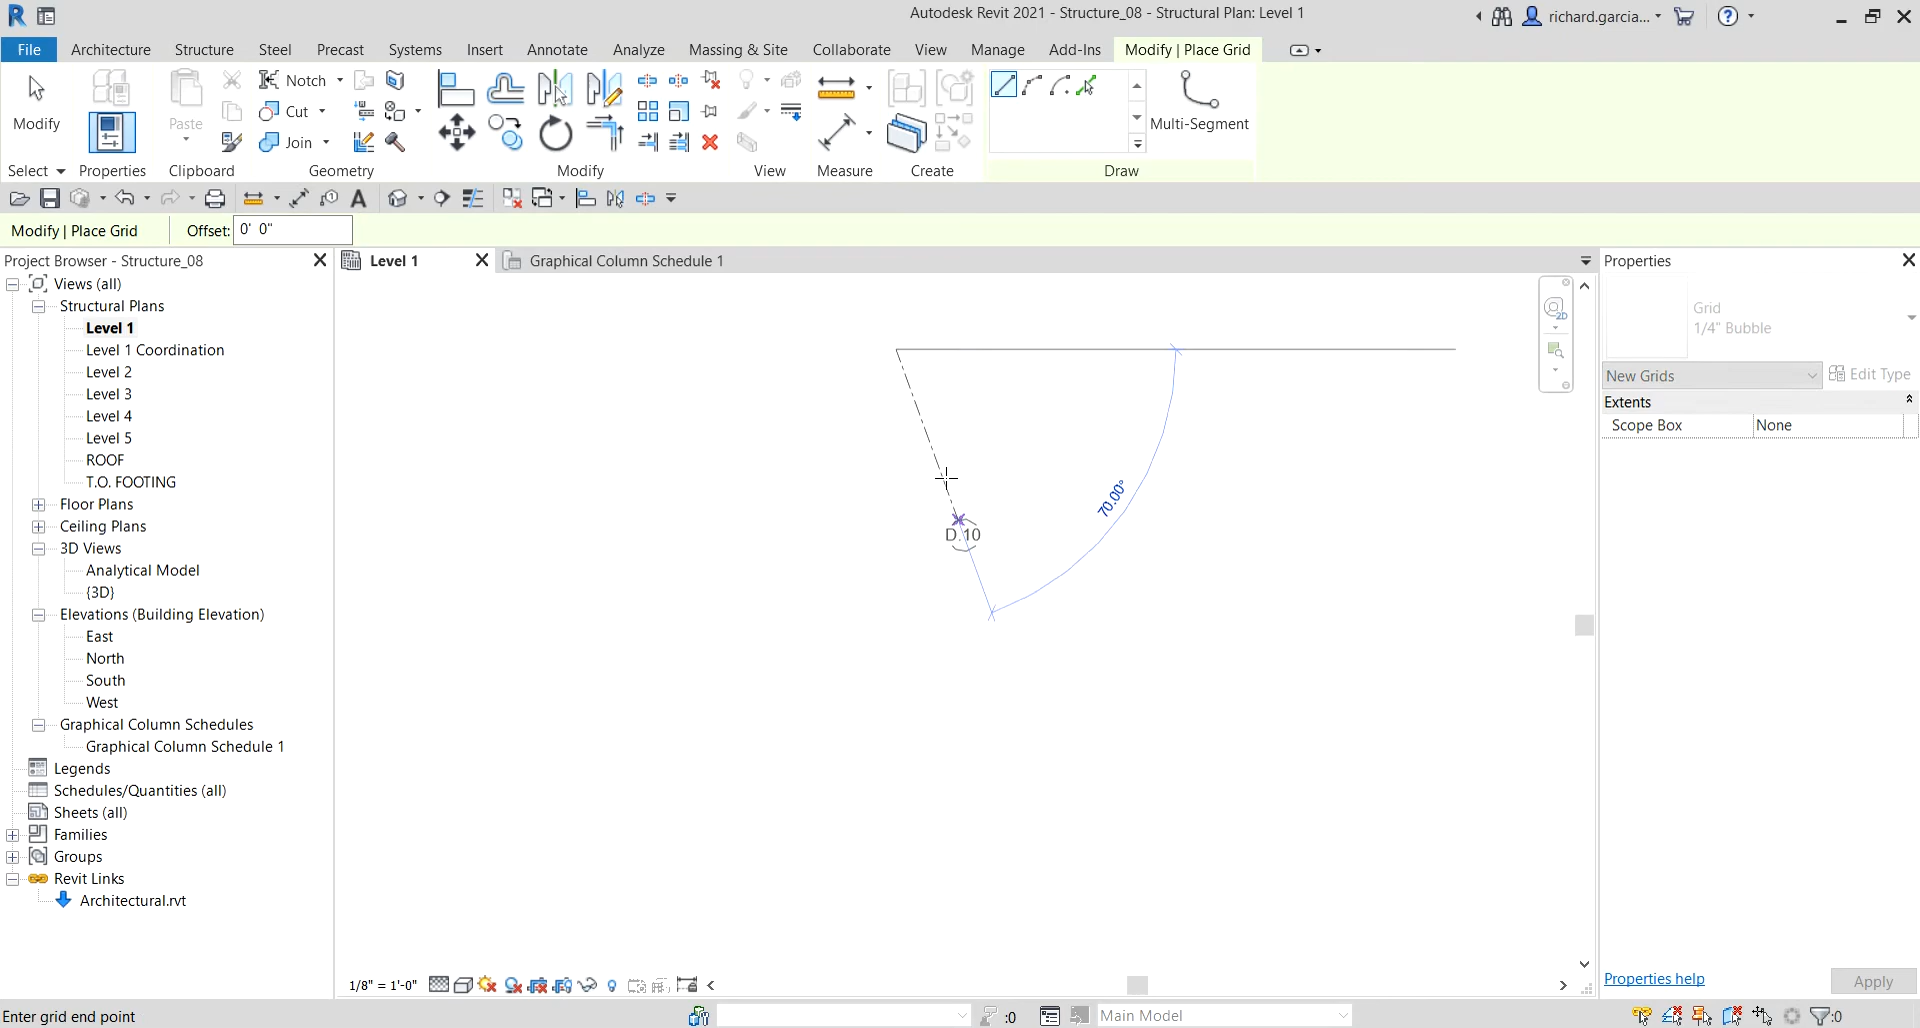 Autodesk Revit 2021 - Structure_08 - Structural Plan: Level 1
richard.garcia...
File Architecture Structure Steel Precast Systems Insert Annotate Analyze Massing & Site Collaborate View Manage Add-Ins Modify | Place Grid
Modify Paste Notch Cut Join Multi-Segment
Select Properties Clipboard Geometry Modify View Measure Create Draw
Modify | Place Grid Offset: 0' 0"
Project Browser - Structure_08
Level 1 Graphical Column Schedule 1
Properties
Views (all)
Structural Plans
Level 1
Level 1 Coordination
Level 2
Level 3
Level 4
Level 5
ROOF
T.O. FOOTING
Floor Plans
Ceiling Plans
3D Views
Analytical Model
{3D}
Elevations (Building Elevation)
East
North
South
West
Graphical Column Schedules
Graphical Column Schedule 1
Legends
Schedules/Quantities (all)
Sheets (all)
Families
Groups
Revit Links
Architectural.rvt
2D
70.00°
D.10
Grid
1/4" Bubble
New Grids Edit Type
Extents
Scope Box None
Properties help Apply
1/8" = 1'-0"
Enter grid end point :0 Main Model :0